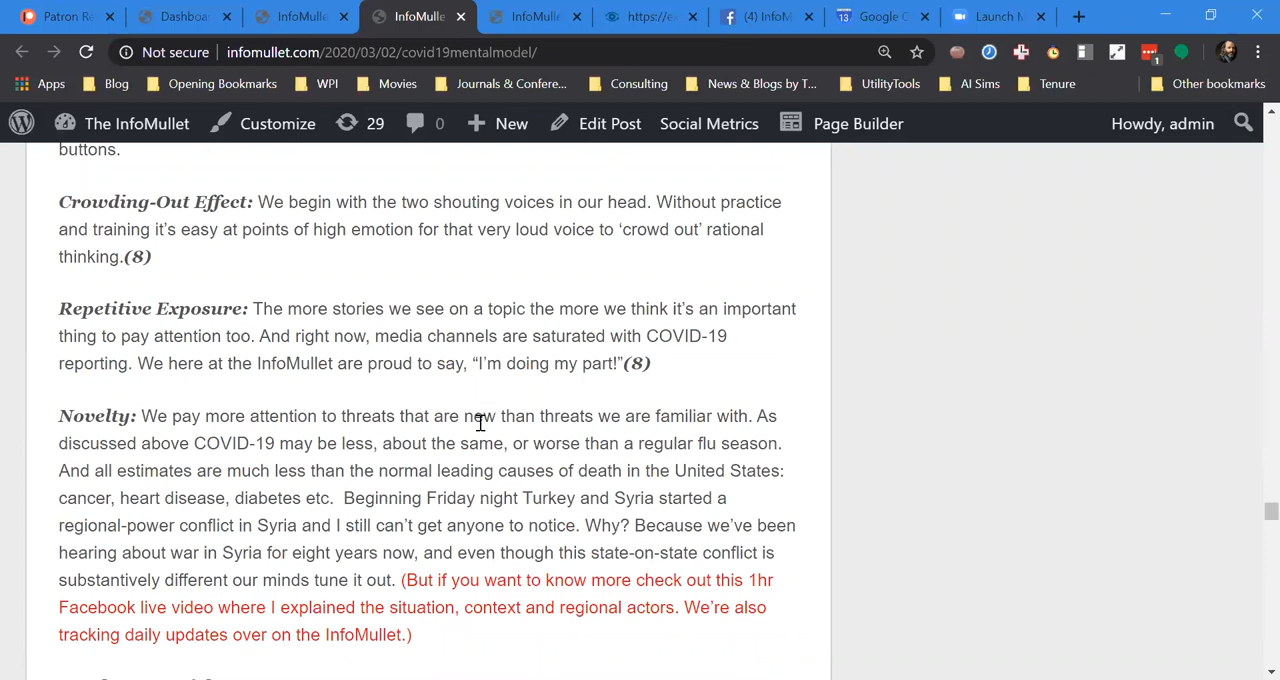 Patron Re
Dashboa
InfoMulle
InfoMulle
InfoMulle
https://e
(4) InfoM
13
Google C
Launch M
Not secure
infomullet.com/2020/03/02/covid19mentalmodel/
1
Apps
Blog
Opening Bookmarks
WPI
Movies
Journals & Confere...
Consulting
News & Blogs by T...
UtilityTools
AI Sims
Tenure
Other bookmarks
The InfoMullet
Customize
29
0
New
Edit Post
Social Metrics
Page Builder
Howdy, admin
buttons.
Crowding-Out Effect: We begin with the two shouting voices in our head. Without practice
and training it’s easy at points of high emotion for that very loud voice to ‘crowd out’ rational
thinking.(8)
Repetitive Exposure: The more stories we see on a topic the more we think it’s an important
thing to pay attention too. And right now, media channels are saturated with COVID-19
reporting. We here at the InfoMullet are proud to say, “I’m doing my part!”(8)
Novelty: We pay more attention to threats that are new than threats we are familiar with. As
discussed above COVID-19 may be less, about the same, or worse than a regular flu season.
And all estimates are much less than the normal leading causes of death in the United States:
cancer, heart disease, diabetes etc. Beginning Friday night Turkey and Syria started a
regional-power conflict in Syria and I still can’t get anyone to notice. Why? Because we’ve been
hearing about war in Syria for eight years now, and even though this state-on-state conflict is
substantively different our minds tune it out. (But if you want to know more check out this 1hr
Facebook live video where I explained the situation, context and regional actors. We’re also
tracking daily updates over on the InfoMullet.)